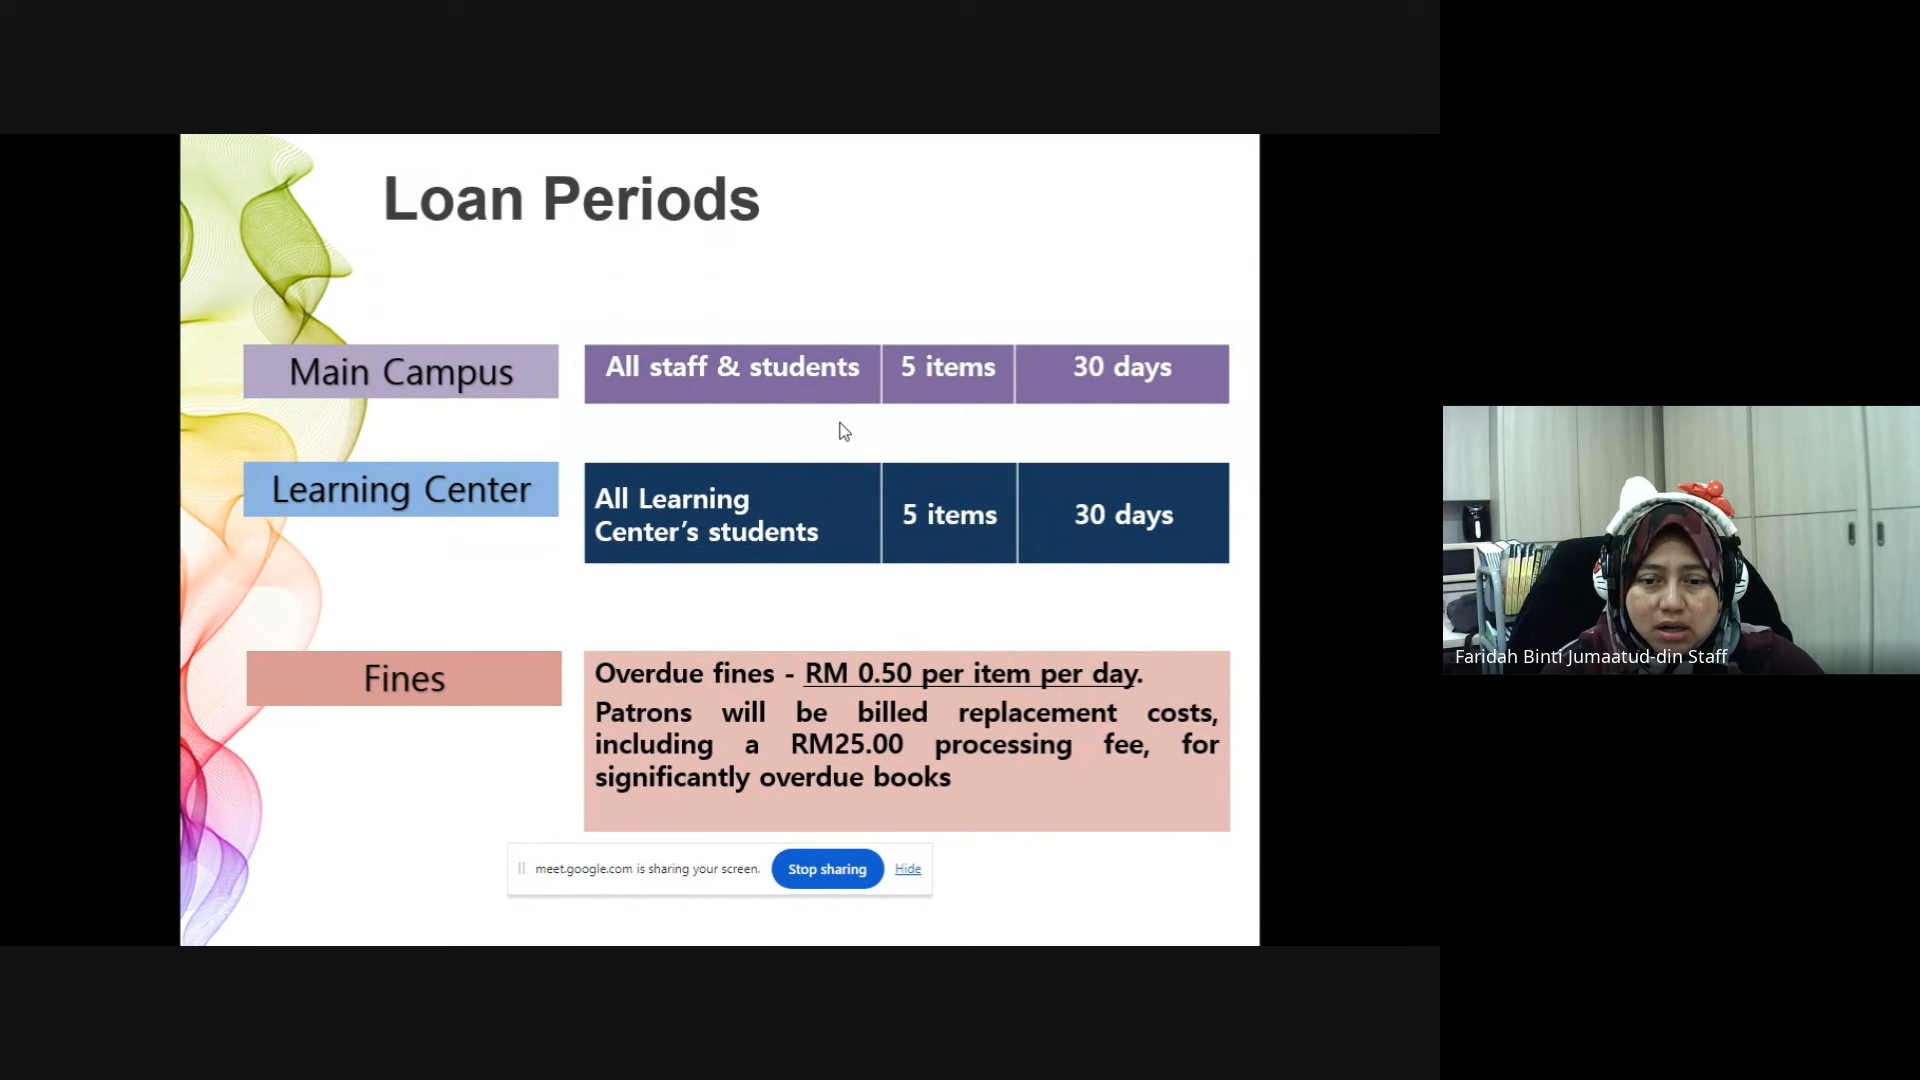 Loan Periods
Main Campus
All staff & students
5 items
30 days
Learning Center
All Learning
Center’s students
5 items
30 days
Fines
Overdue fines - RM 0.50 per item per day.
Patrons will be billed replacement costs,
including a RM25.00 processing fee, for
significantly overdue books
meet.google.com is sharing your screen.
Stop sharing
Hide
Faridah Binti Jumaatud-din Staff